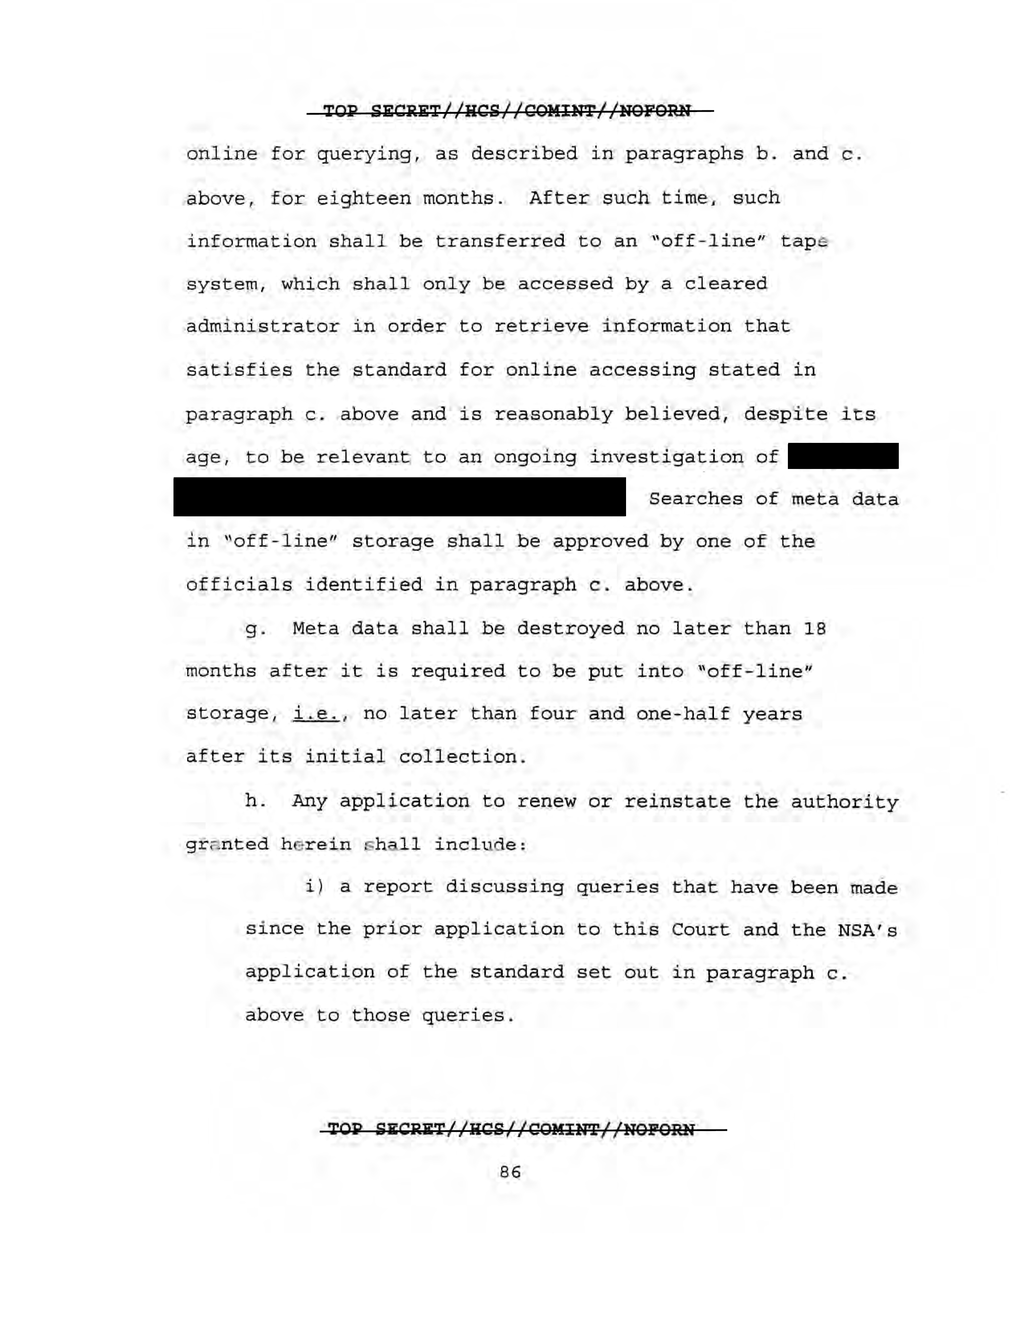 TOP SECRET//HCS//COMINT//NOFORN
online for querying, as described in paragraphs b. and c.
above, for eighteen months. After such time, such
information shall be transferred to an "off-line" tape
system, which shall only be accessed by a cleared
administrator in order to retrieve information that
satisfies the standard for online accessing stated in
paragraph c. above and is reasonably believed, despite its
age, to be relevant to an ongoing investigation of
Searches of meta data
in "off-line" storage shall be approved by one of the
officials identified in paragraph c. above.
g. Meta data shall be destroyed no later than 18
months after it is required to be put into "off-line"
storage, i.e., no later than four and one-half years
after its initial collection.
h. Any application to renew or reinstate the authority
granted herein shall include:
i) a report discussing queries that have been made
since the prior application to this Court and the NSA's
application of the standard set out in paragraph c.
above to those queries.
TOP SECRET//HCS//COMINT//NOFORN
86